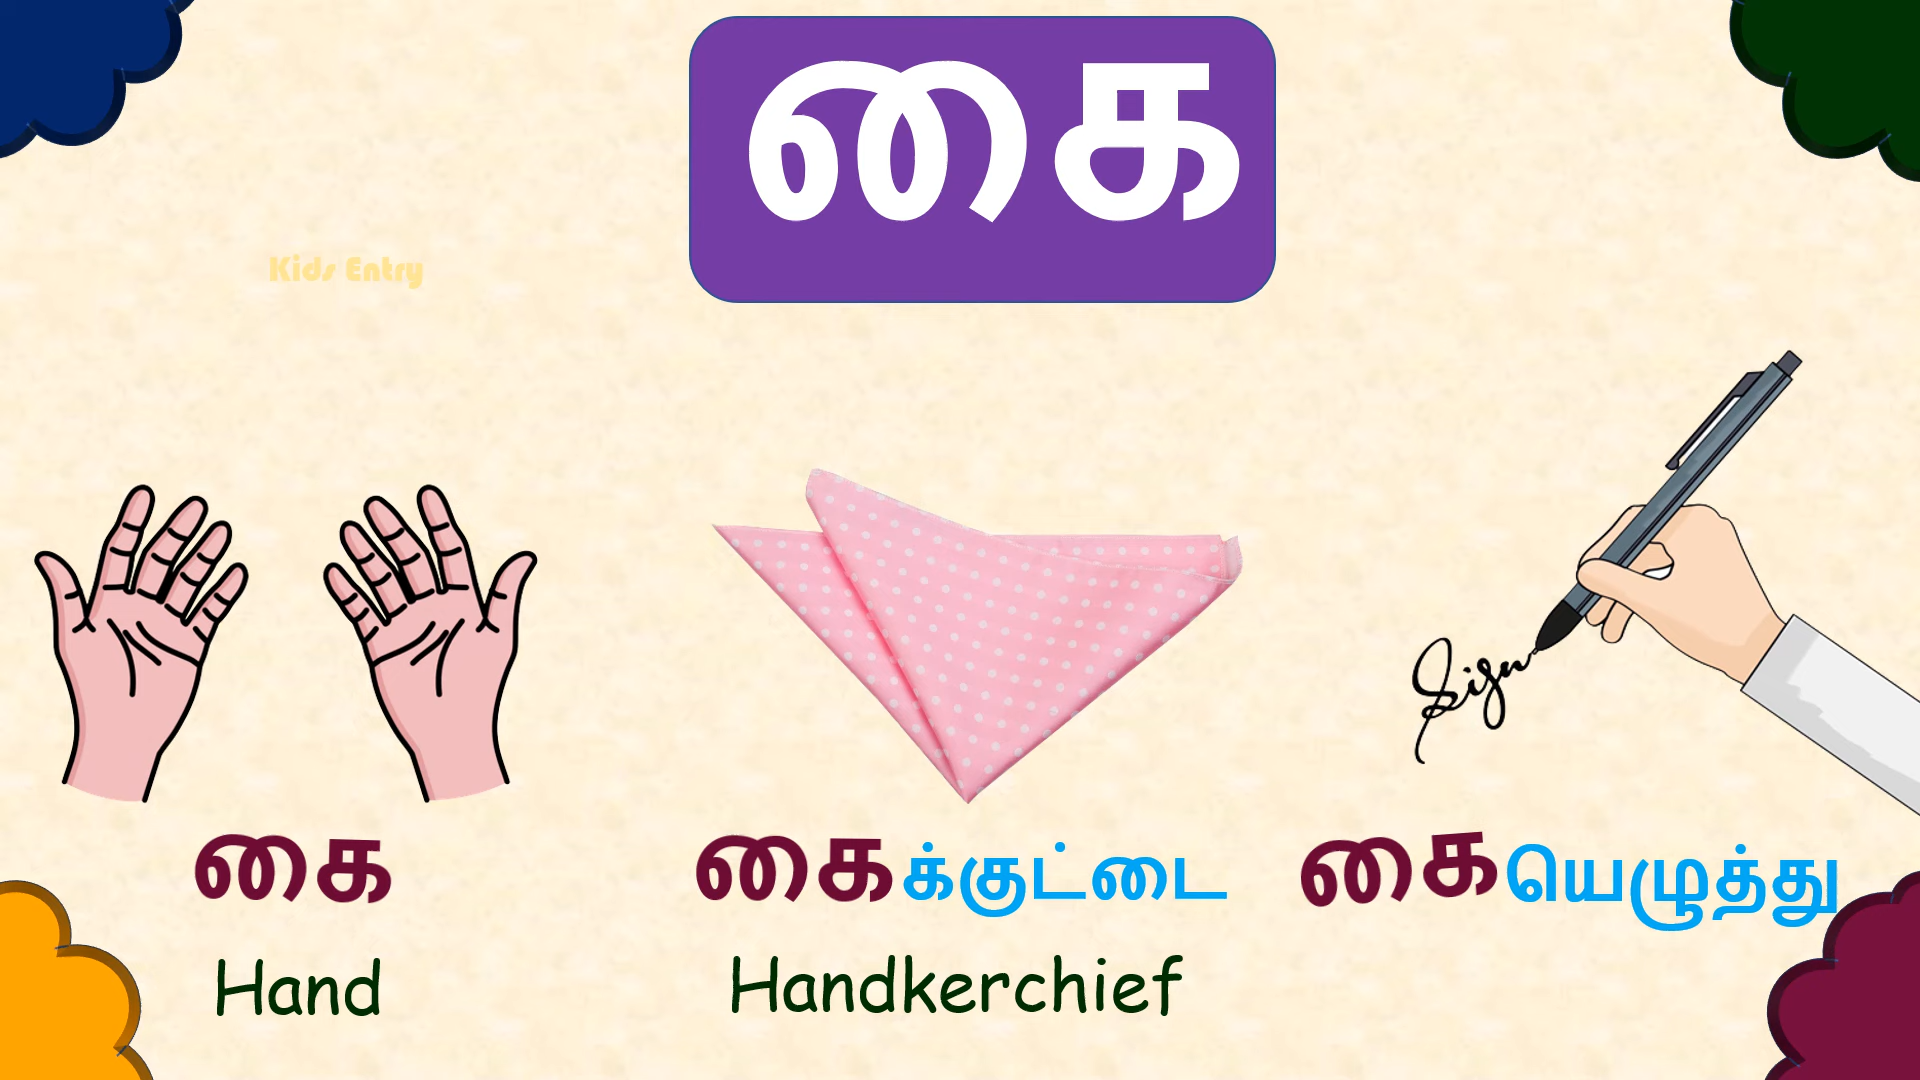 கை
Kids Entry
Sign
கை கைக்குட்டை கையெழுத்து
Hand Handkerchief